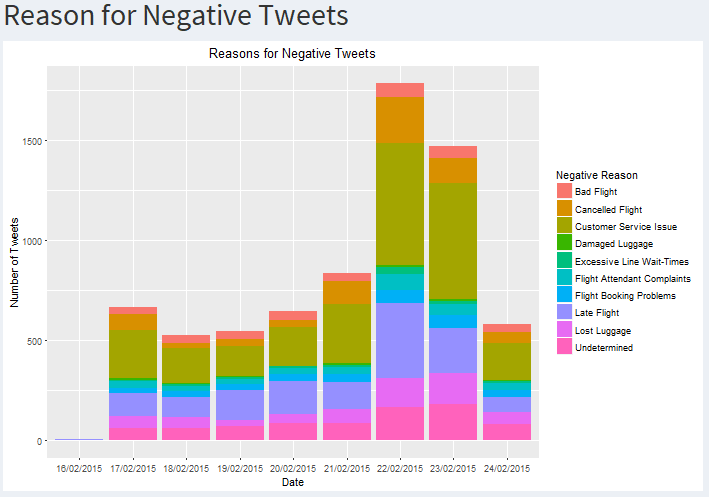 Reason for Negative Tweets
Reasons for Negative Tweets
Number of Tweets
1500
1000
500
0
16/02/2015 17/02/2015 18/02/2015 19/02/2015 20/02/2015 21/02/2015 22/02/2015 23/02/2015 24/02/2015
Date
Negative Reason
Bad Flight
Cancelled Flight
Customer Service Issue
Damaged Luggage
Excessive Line Wait-Times
Flight Attendant Complaints
Flight Booking Problems
Late Flight
Lost Luggage
Undetermined